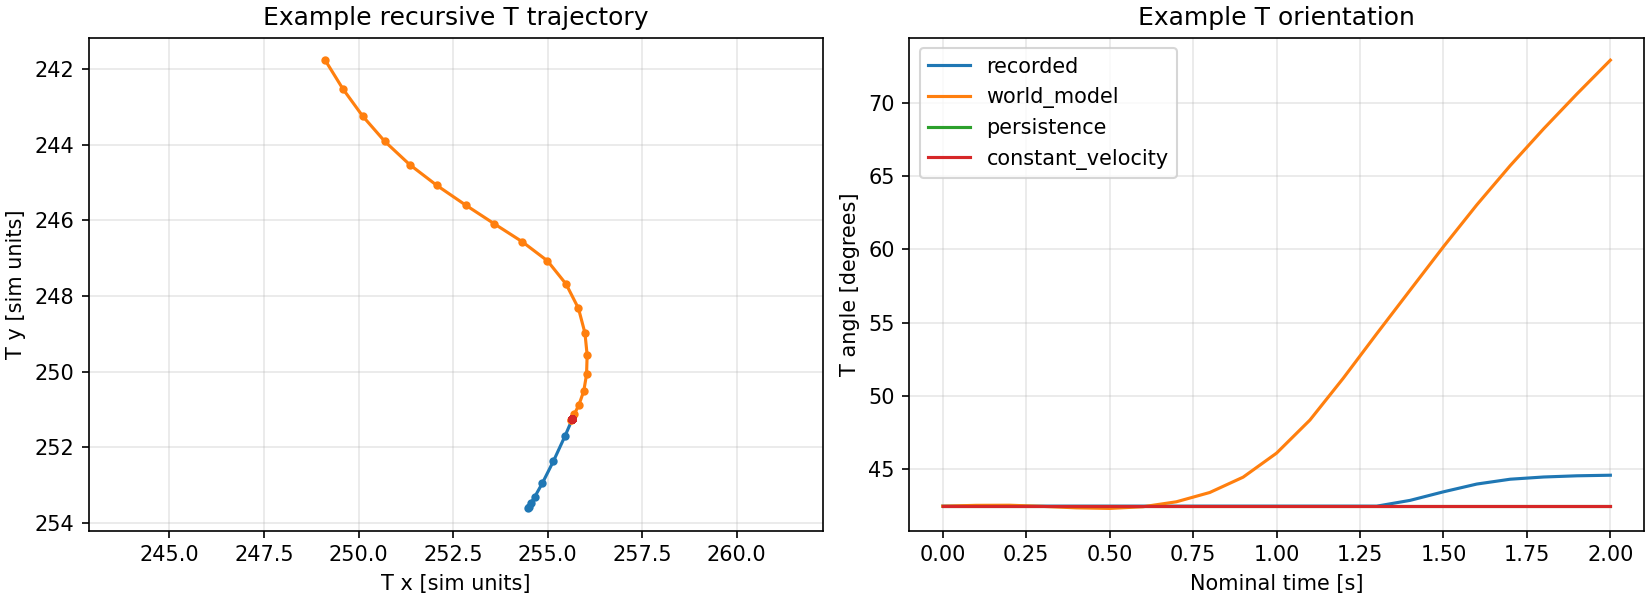 Example recursive T trajectory
242
244
246
248
250
252
254
T y [sim units]
245.0 247.5 250.0 252.5 255.0 257.5 260.0
T x [sim units]
Example T orientation
recorded
world_model
persistence
constant_velocity
70
65
60
55
50
45
T angle [degrees]
0.00 0.25 0.50 0.75 1.00 1.25 1.50 1.75 2.00
Nominal time [s]